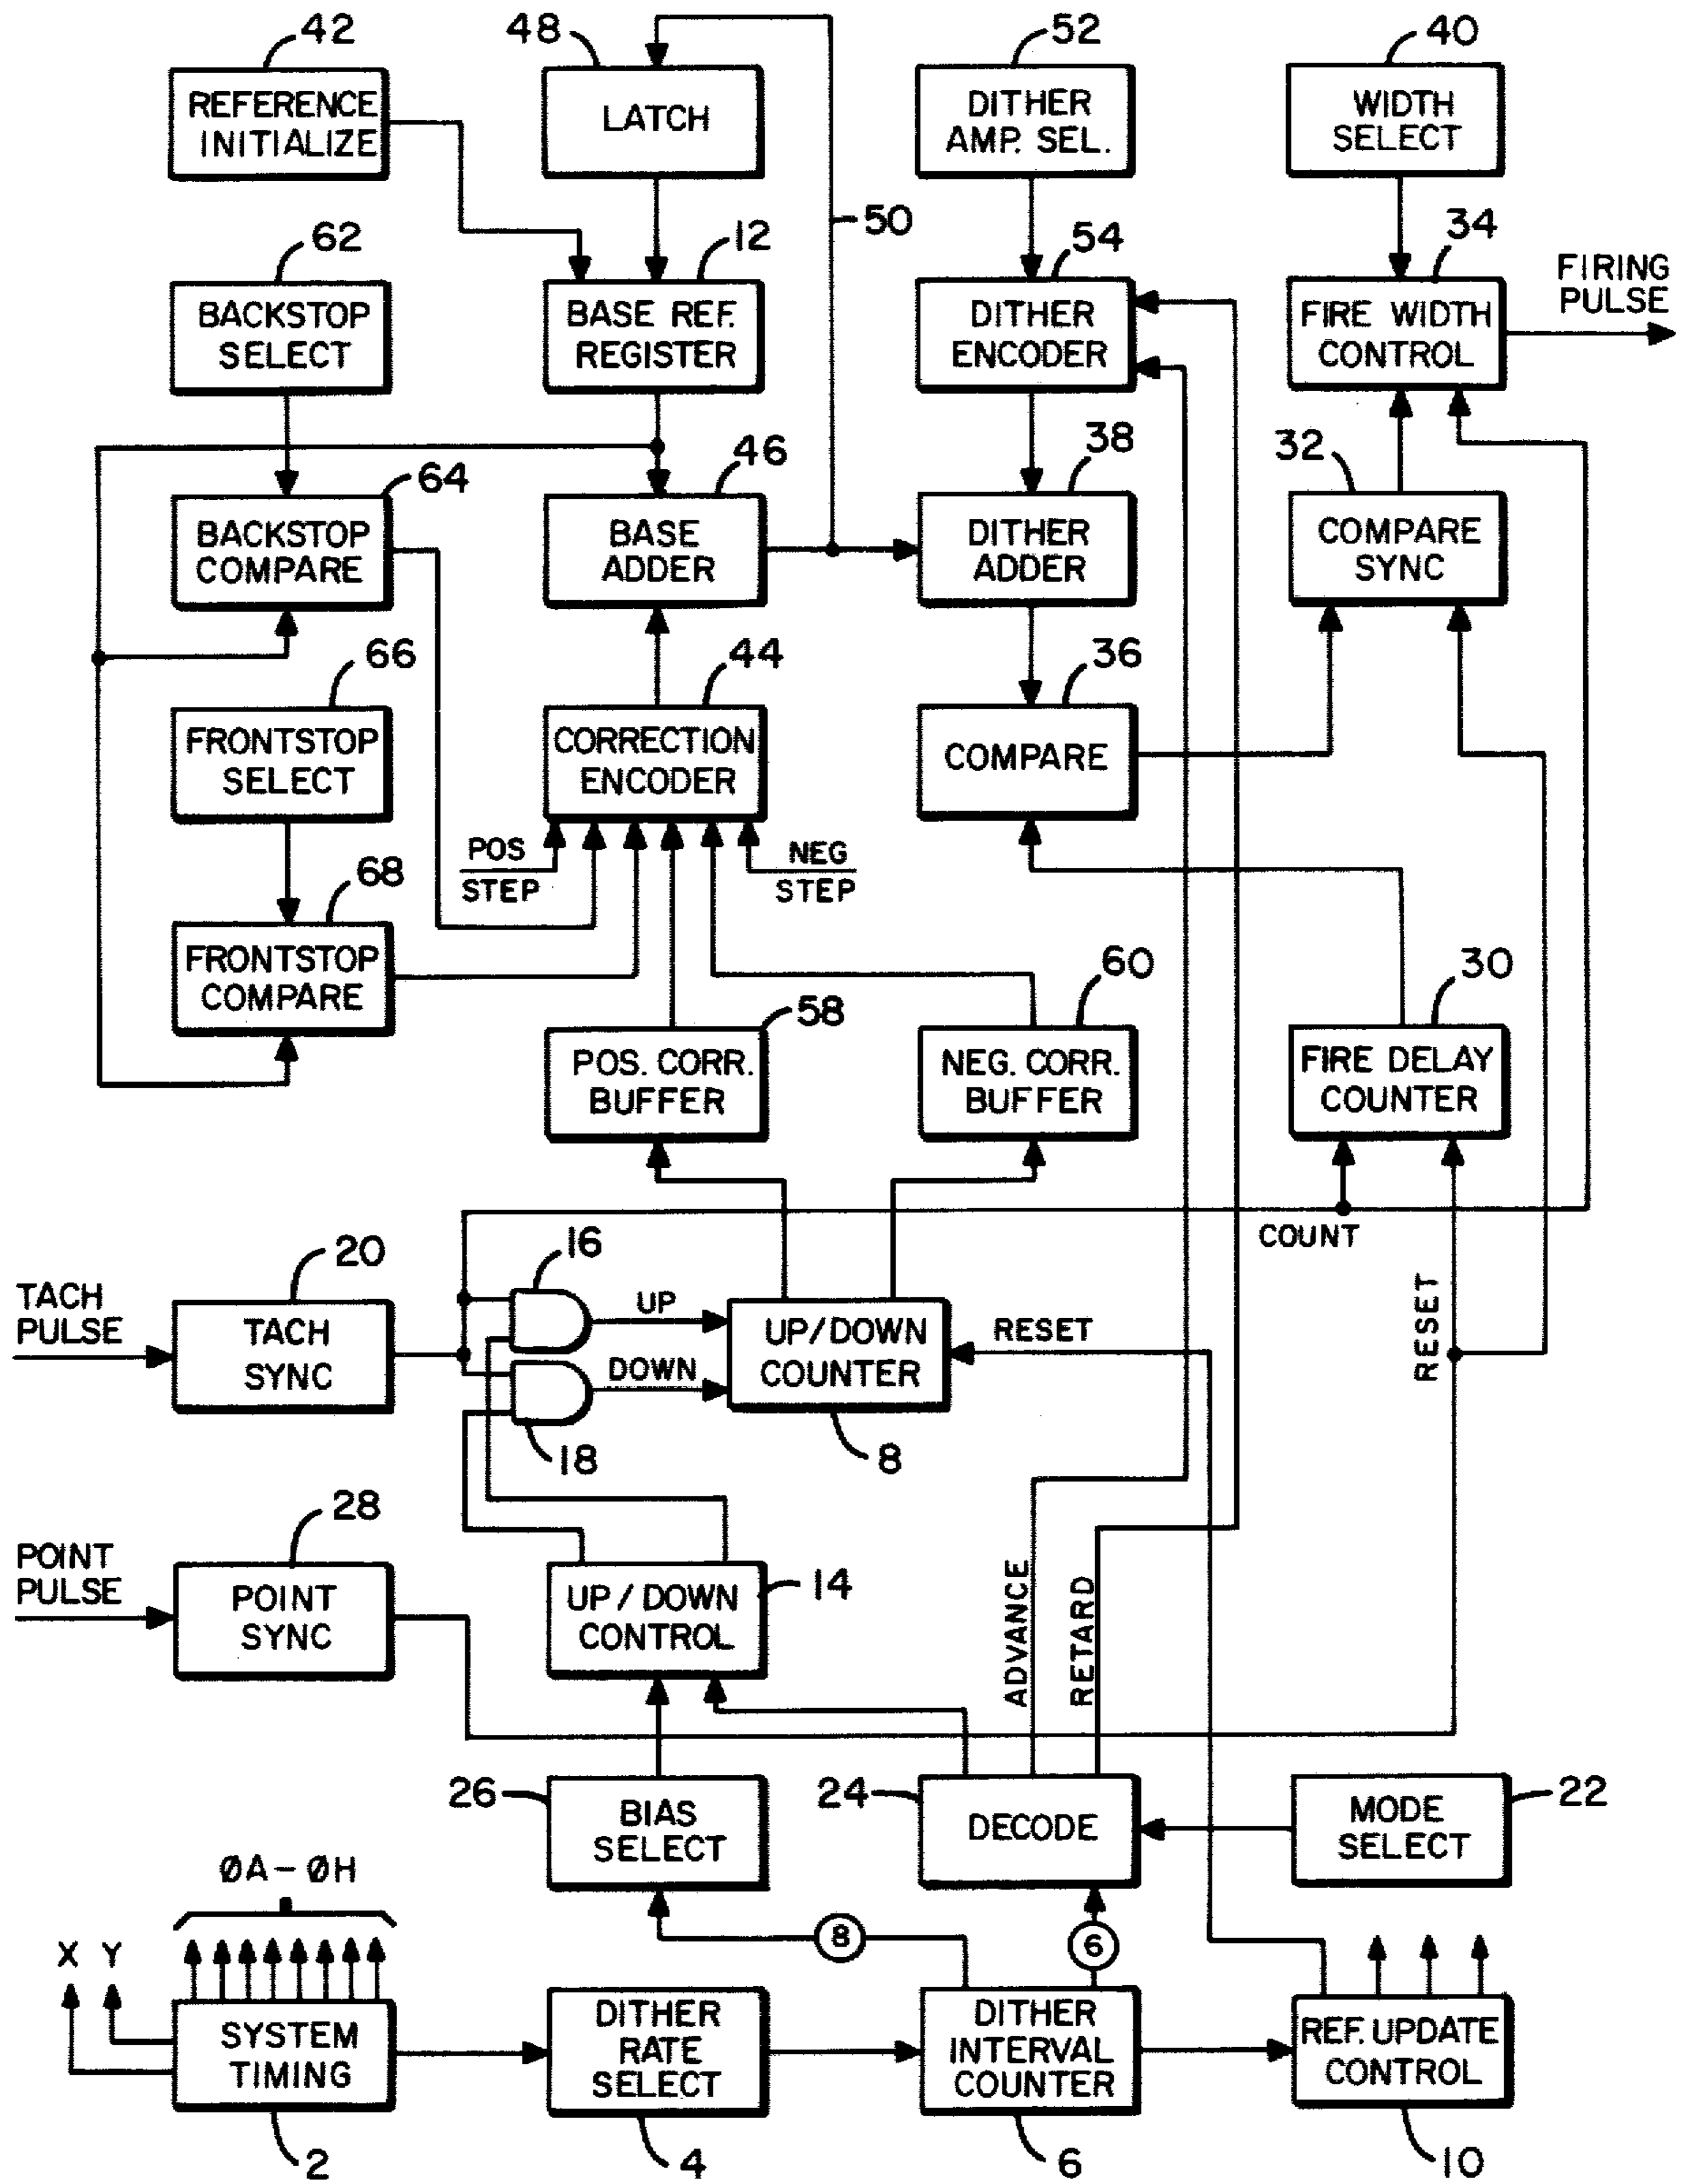 42
48
52
40
REFERENCE
INITIALIZE
LATCH
DITHER
AMP. SEL.
WIDTH
SELECT
50
62
12
54
34
FIRING
PULSE
BACKSTOP
SELECT
BASE REF.
REGISTER
DITHER
ENCODER
FIRE WIDTH
CONTROL
64
46
38
32
BACKSTOP
COMPARE
BASE
ADDER
DITHER
ADDER
COMPARE
SYNC
66
44
36
FRONTSTOP
SELECT
CORRECTION
ENCODER
COMPARE
POS
STEP
NEG
STEP
68
FRONTSTOP
COMPARE
58
60
30
POS. CORR.
BUFFER
NEG. CORR.
BUFFER
FIRE DELAY
COUNTER
COUNT
20
16
TACH
PULSE
TACH
SYNC
UP
DOWN
UP/DOWN
COUNTER
RESET
RESET
18
8
28
POINT
PULSE
POINT
SYNC
UP / DOWN
CONTROL
14
ADVANCE
RETARD
26
BIAS
SELECT
24
DECODE
MODE
SELECT
22
ØA - ØH
X Y
8
6
SYSTEM
TIMING
DITHER
RATE
SELECT
DITHER
INTERVAL
COUNTER
REF. UPDATE
CONTROL
2
4
6
10